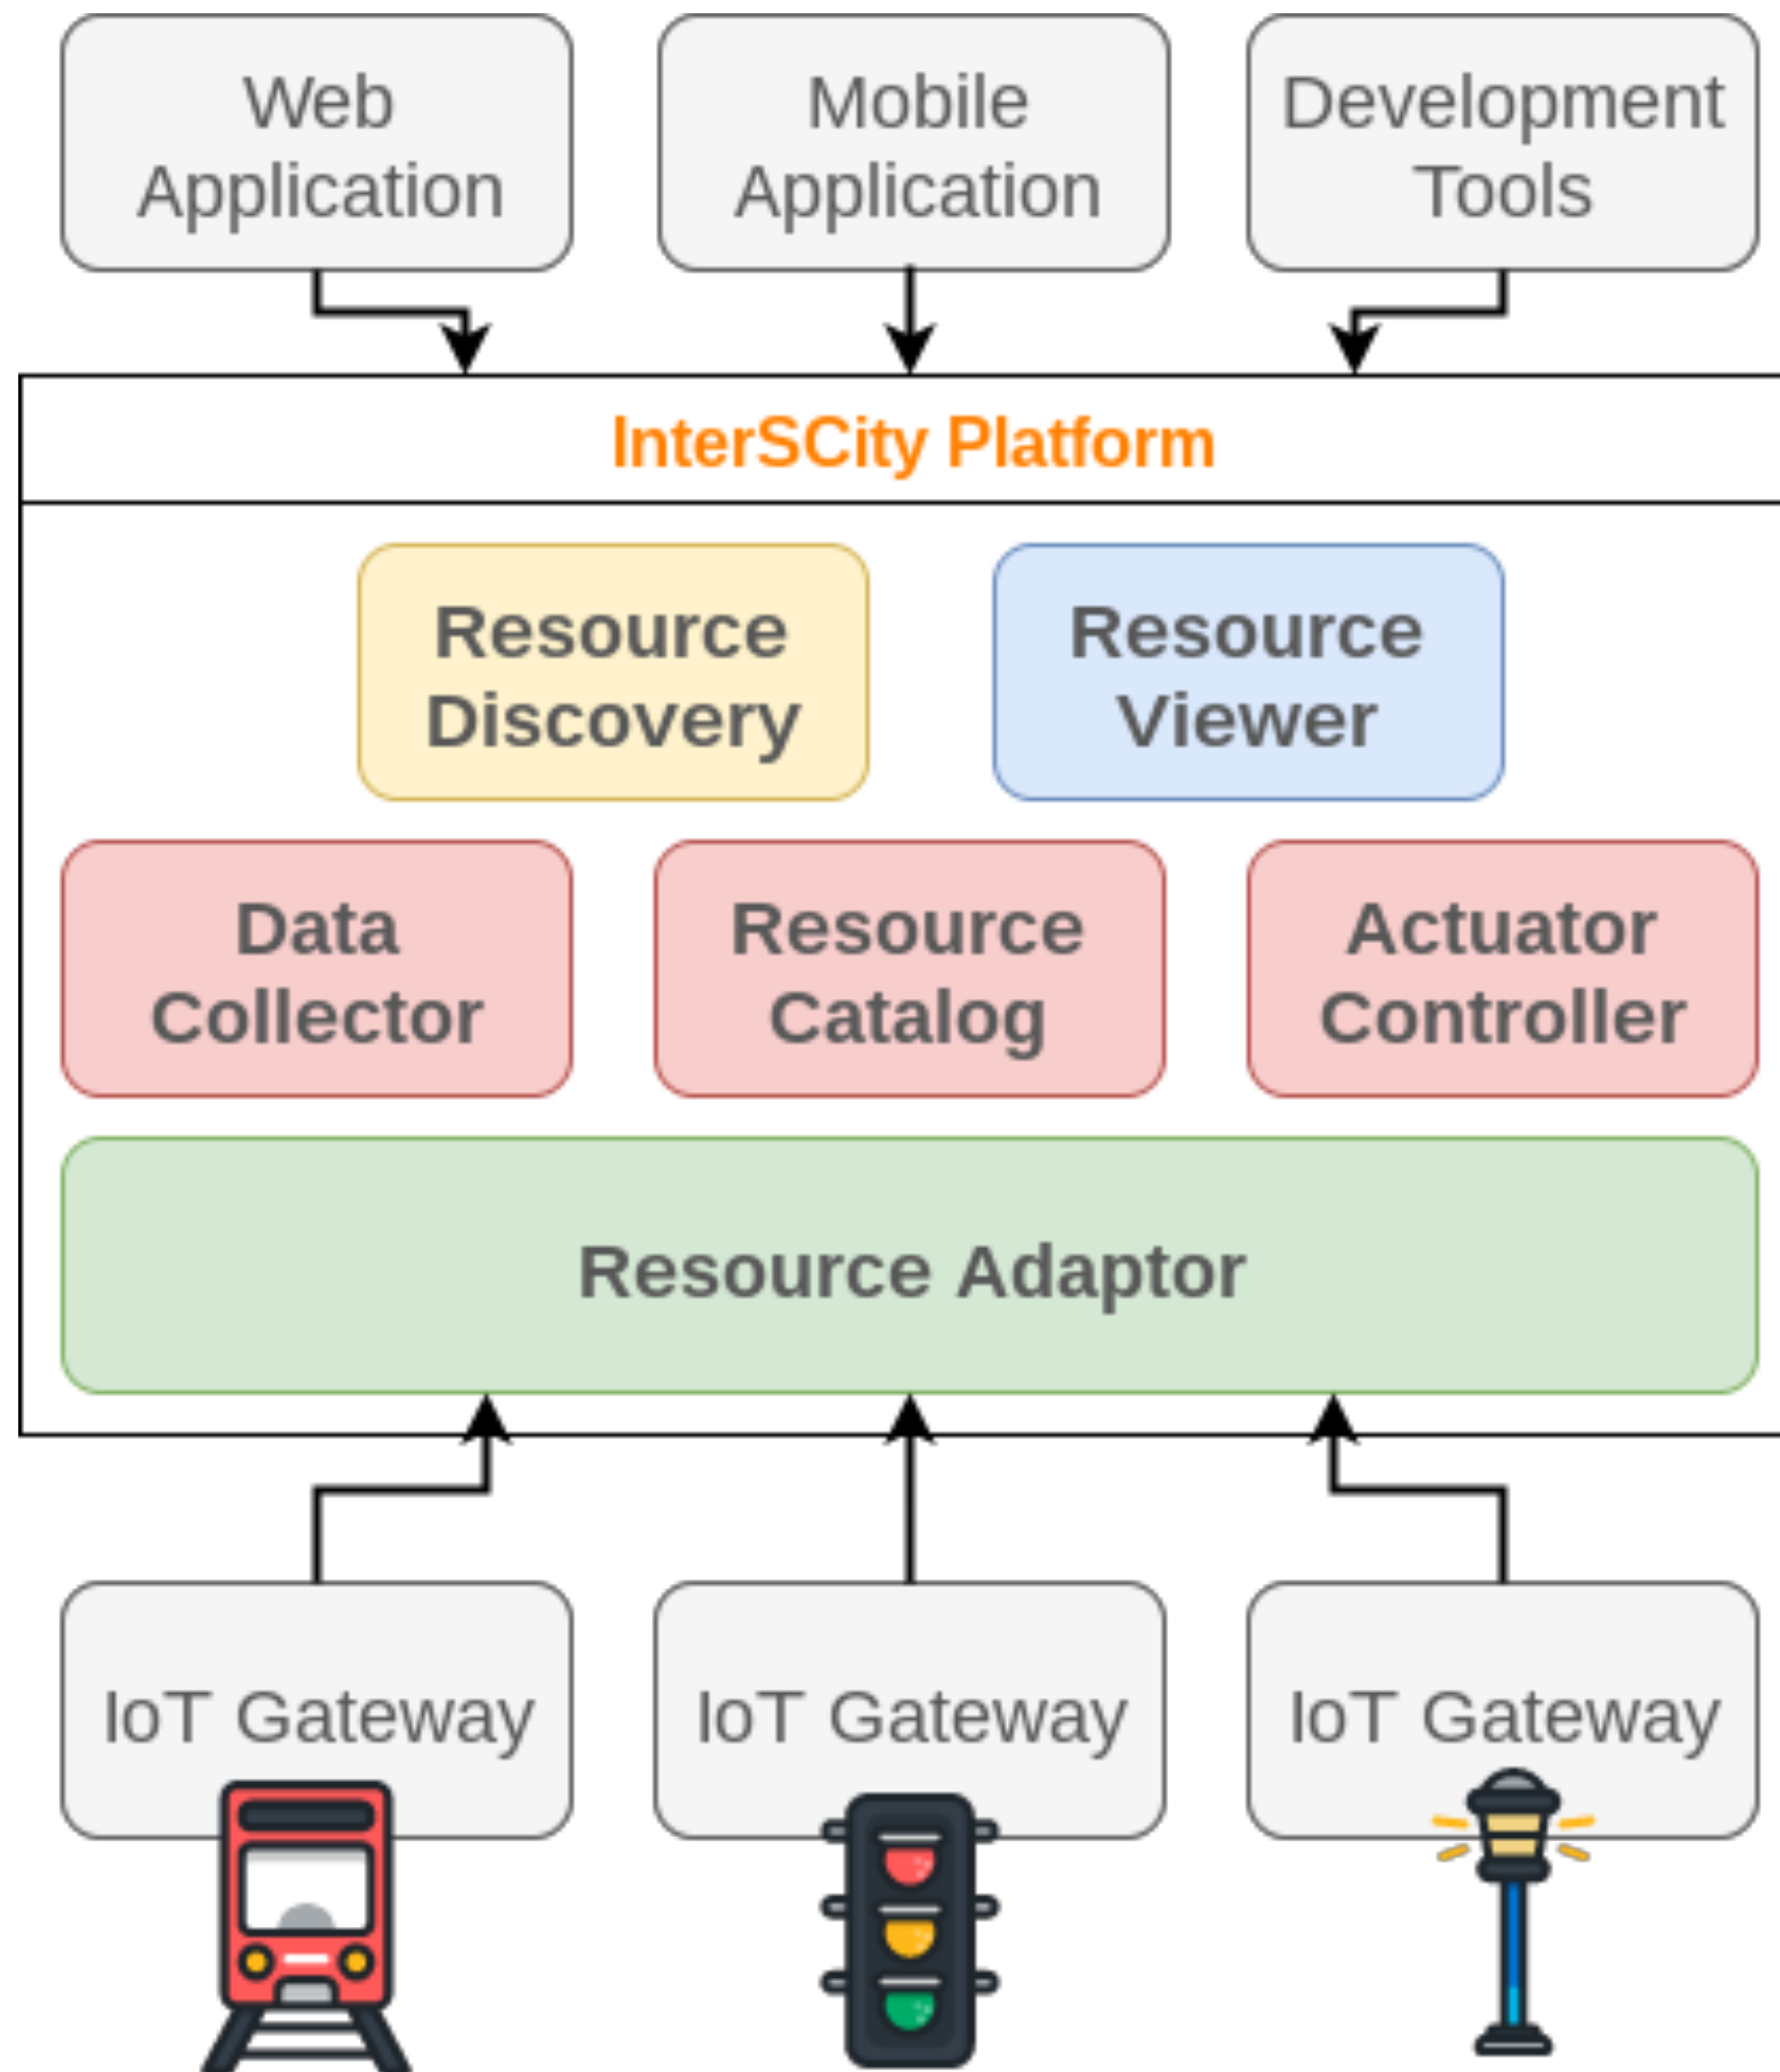 Web
Application
Mobile
Application
Development
Tools
InterSCity Platform
Resource
Discovery
Resource
Viewer
Data
Collector
Resource
Catalog
Actuator
Controller
Resource Adaptor
IoT Gateway
IoT Gateway
IoT Gateway